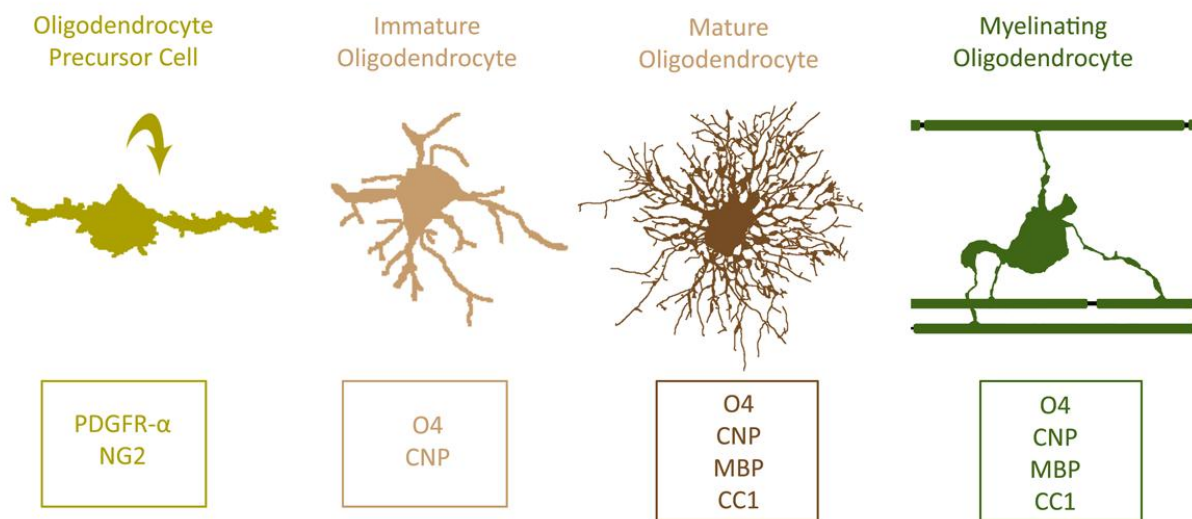 Oligodendrocyte
Precursor Cell
Immature
Oligodendrocyte
Mature
Oligodendrocyte
Myelinating
Oligodendrocyte
PDGFR-α
NG2
O4
CNP
O4
CNP
MBP
CC1
O4
CNP
MBP
CC1